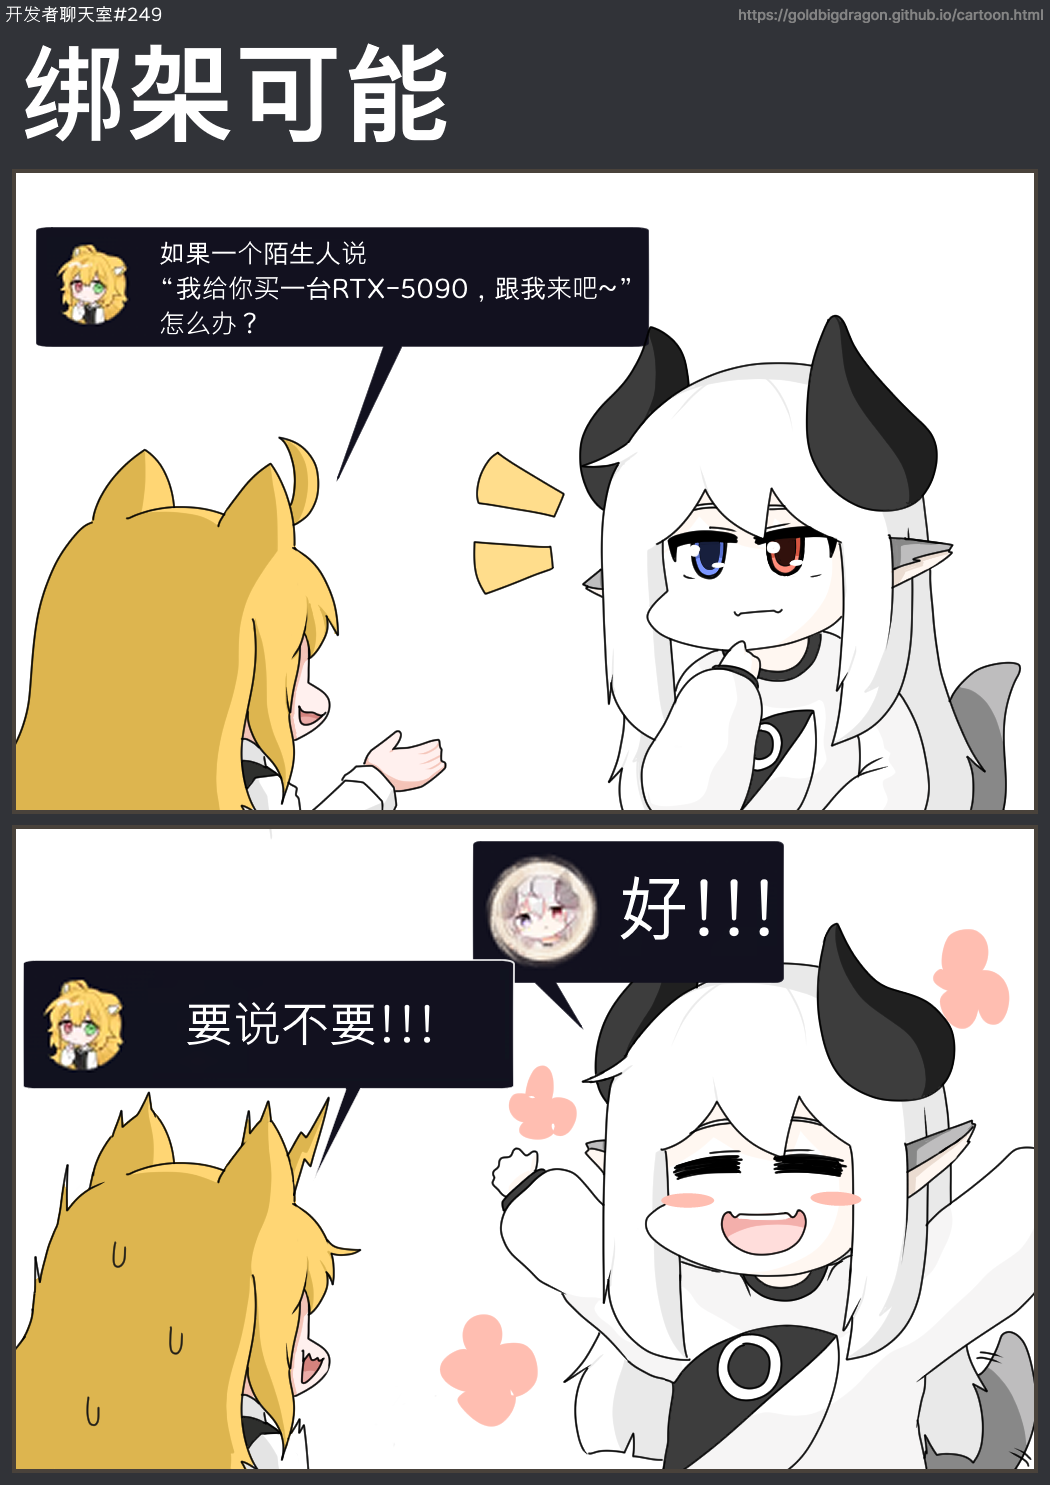 开发者聊天室#249
https://goldbigdragon.github.io/cartoon.html
绑架可能
如果一个陌生人说
“我给你买一台RTX-5090，跟我来吧~”
怎么办？
好!!!
要说不要!!!